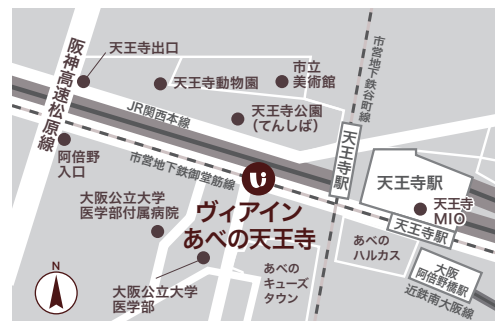 天王寺出口
阪神高速松原線
天王寺動物園
市立
美術館
市営地下鉄谷町線
JR関西本線
天王寺公園
(てんしば)
天王寺駅
阿倍野
入口
市営地下鉄御堂筋線
天王寺駅
天王寺
MIO
大阪公立大学
医学部付属病院
ヴィアイン
あべの天王寺
天王寺駅
あべの
ハルカス
大阪
阿倍野橋駅
近鉄南大阪線
あべの
キューズ
タウン
大阪公立大学
医学部
N